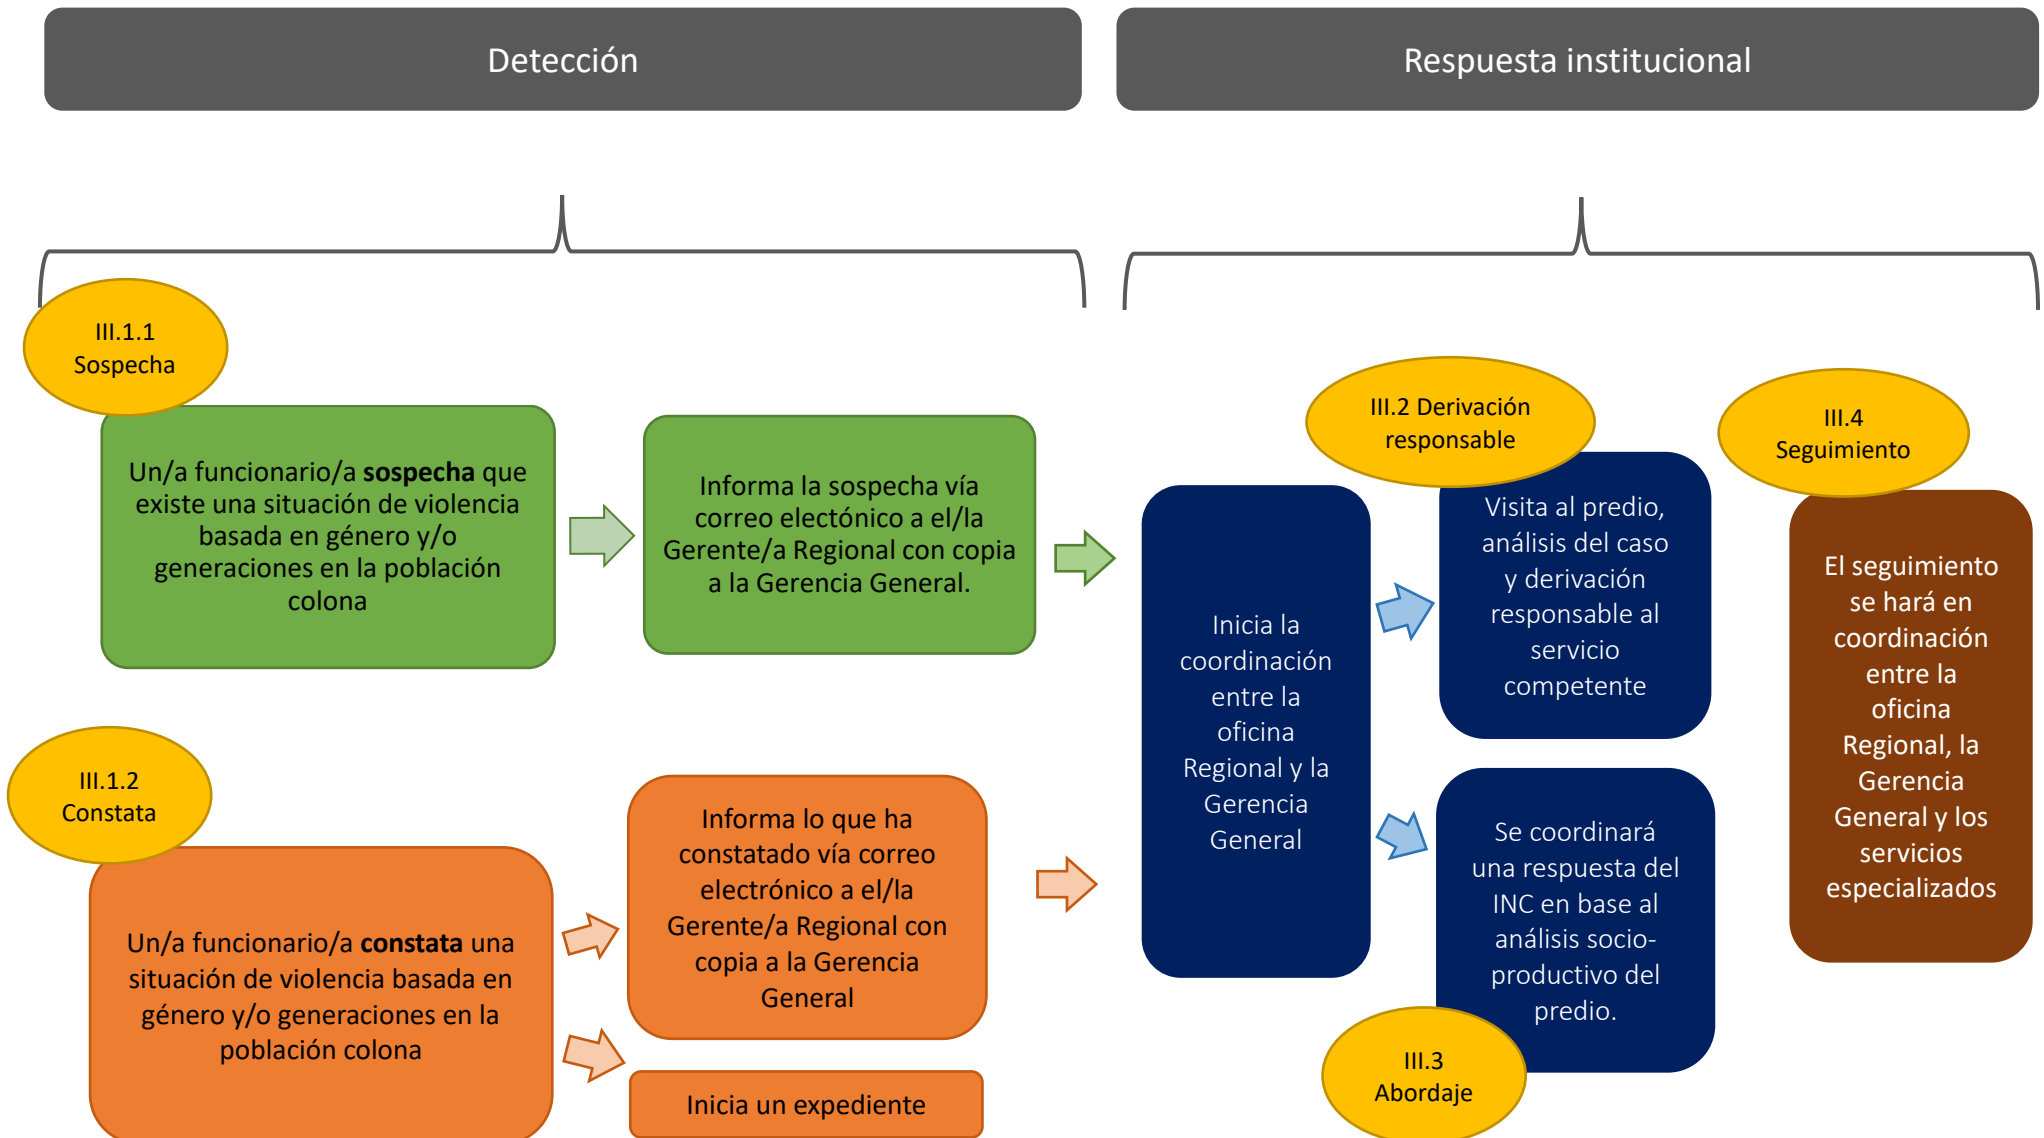 Detección
Respuesta institucional
III.1.1
Sospecha
Un/a funcionario/a sospecha que
existe una situación de violencia
basada en género y/o
generaciones en la población
colona
Informa la sospecha vía
correo electónico a el/la
Gerente/a Regional con copia
a la Gerencia General.
III.1.2
Constata
Un/a funcionario/a constata una
situación de violencia basada en
género y/o generaciones en la
población colona
Informa lo que ha
constatado vía correo
electrónico a el/la
Gerente/a Regional con
copia a la Gerencia
General
Inicia un expediente
Inicia la
coordinación
entre la
oficina
Regional y la
Gerencia
General
III.2 Derivación
responsable
Visita al predio,
análisis del caso
y derivación
responsable al
servicio
competente
Se coordinará
una respuesta del
INC en base al
análisis socio-
productivo del
predio.
III.3
Abordaje
III.4
Seguimiento
El seguimiento
se hará en
coordinación
entre la
oficina
Regional, la
Gerencia
General y los
servicios
especializados